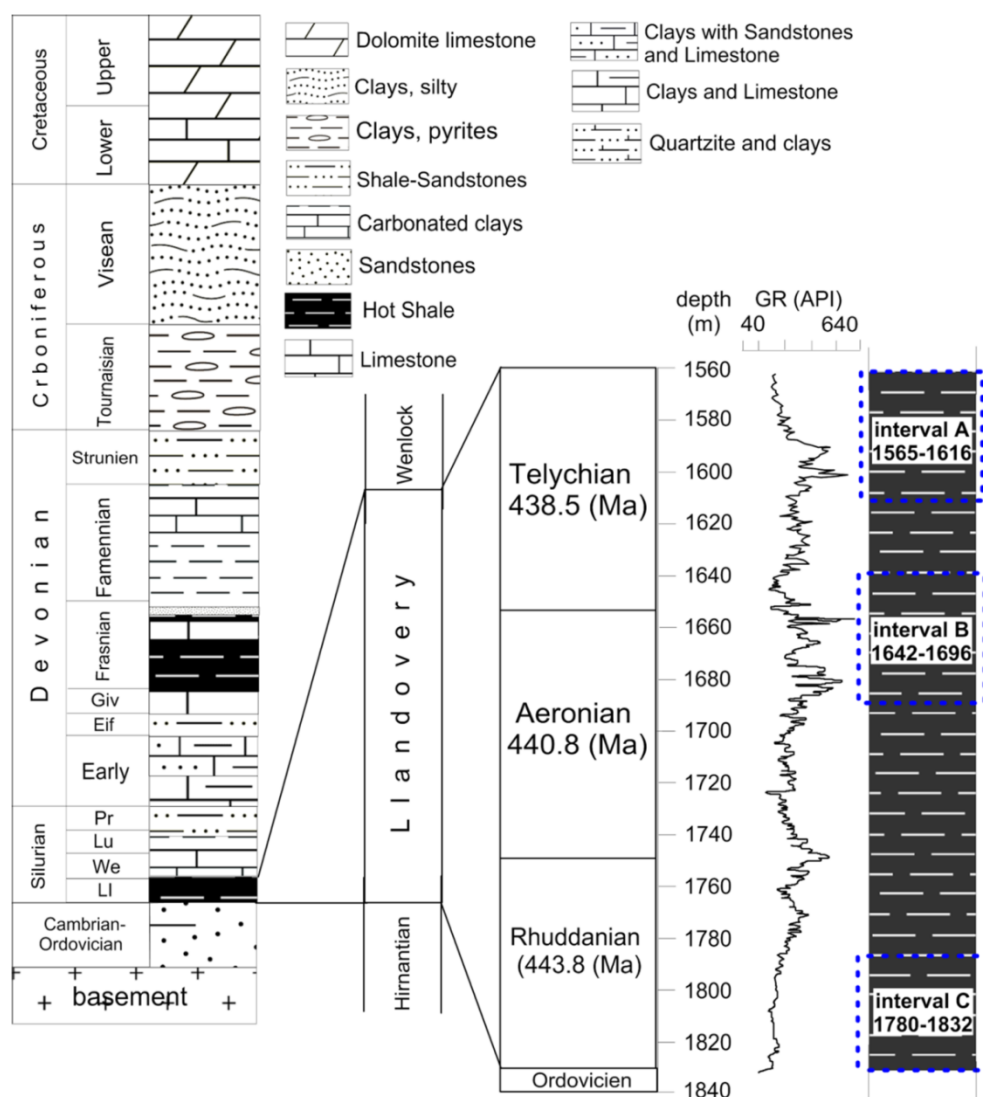 Cretaceous
Upper
Lower
Crboniferous
Visean
Tournaisian
Devonian
Strunien
Famennian
Frasnian
Giv
Eif
Early
Silurian
Pr
Lu
We
Ll
Cambrian-
Ordovician
basement
Dolomite limestone
Clays, silty
Clays, pyrites
Shale-Sandstones
Carbonated clays
Sandstones
Hot Shale
Limestone
Clays with Sandstones
and Limestone
Clays and Limestone
Quartzite and clays
Wenlock
Llandovery
Hirnantian
Telychian
438.5 (Ma)
Aeronian
440.8 (Ma)
Rhuddanian
(443.8 (Ma)
Ordovicien
depth
(m)
1560
1580
1600
1620
1640
1660
1680
1700
1720
1740
1760
1780
1800
1820
1840
GR (API)
40 640
interval A
1565-1616
interval B
1642-1696
interval C
1780-1832